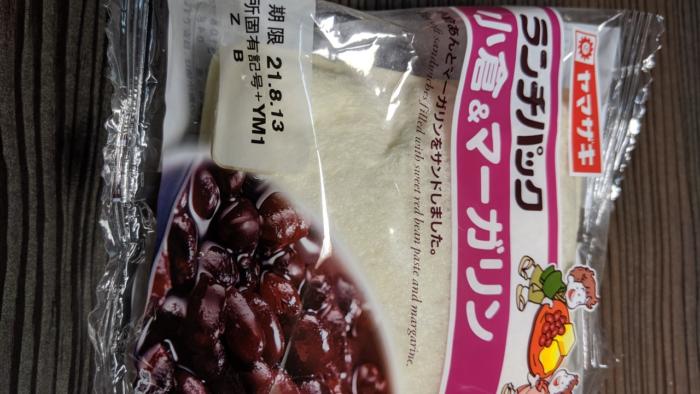 ヤマザキ
ランチパック
小倉&マーガリン
あんとマーガリンをサンドしました。
filled with sweet red bean paste and margarine.
期限 21.8.13
所固有記号+YM1
Z B